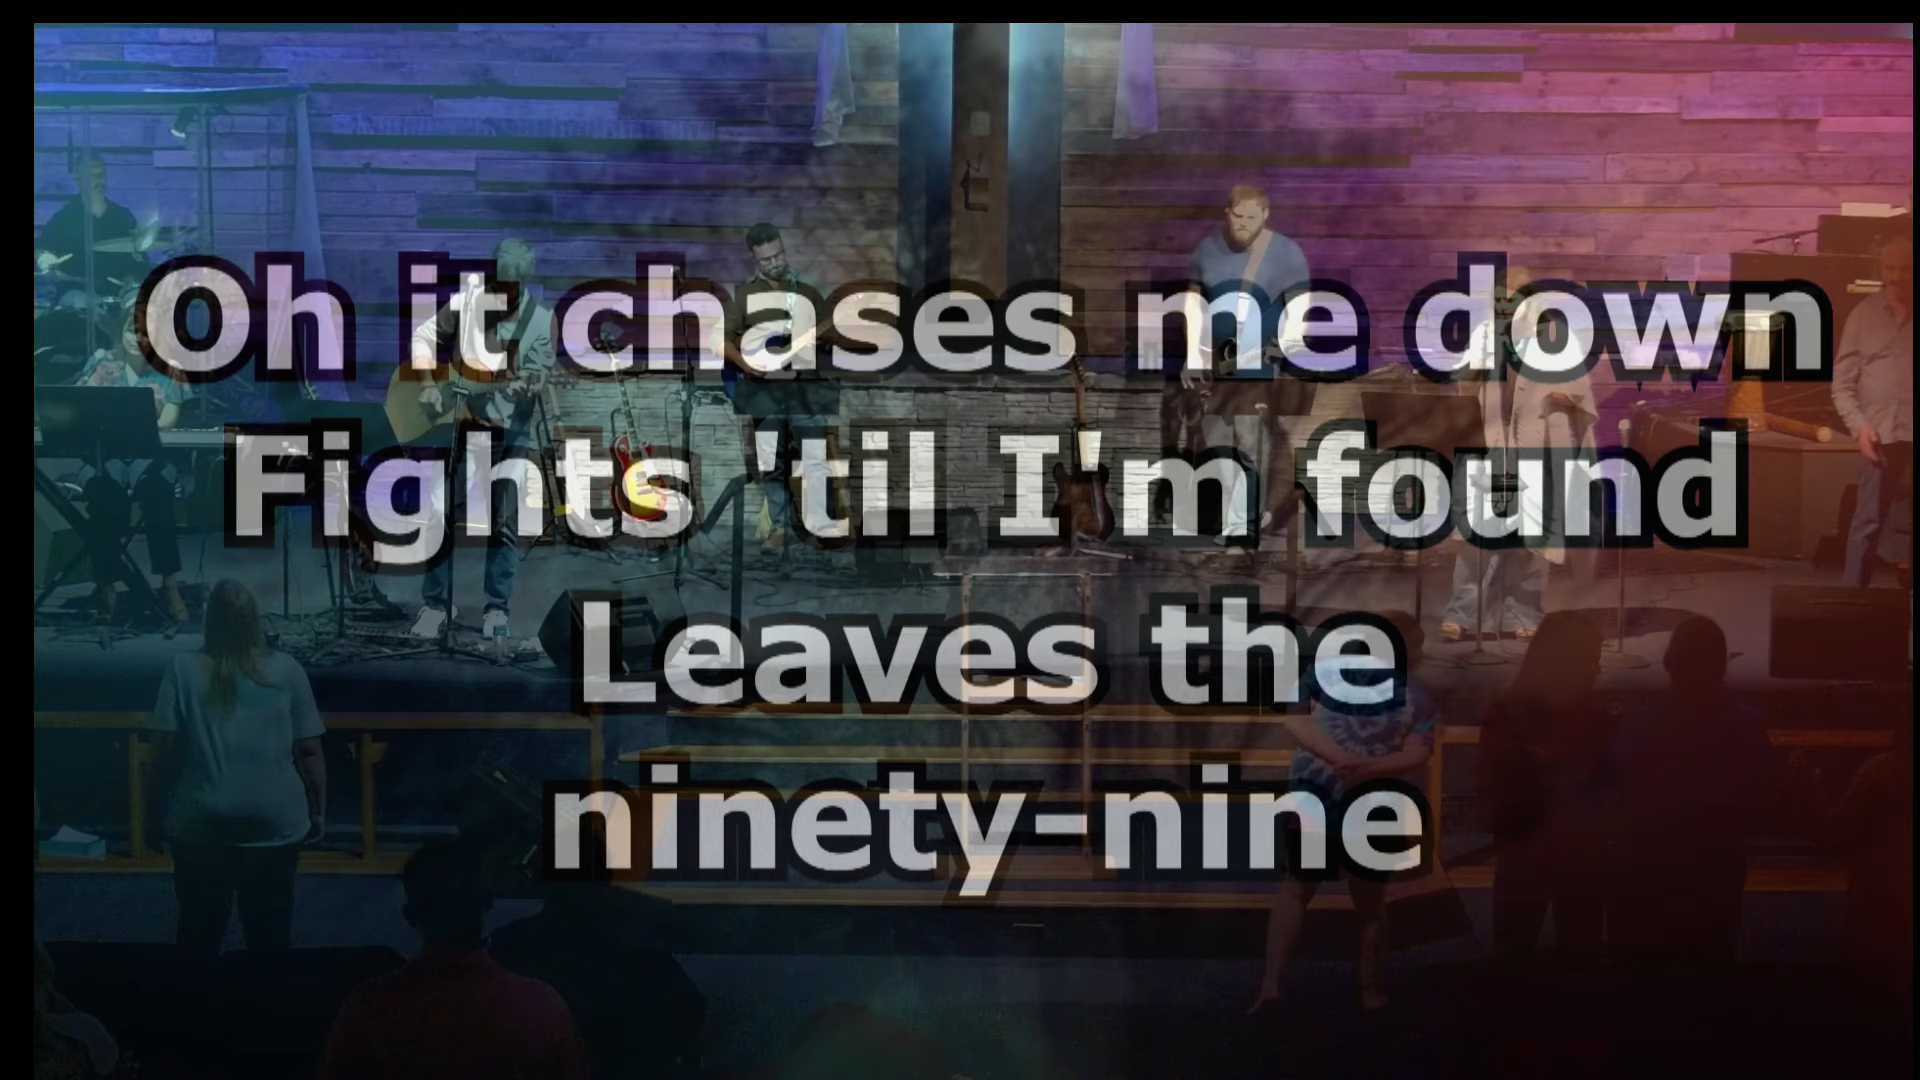 Oh it chases me down
Fights 'til I'm found
Leaves the
ninety-nine